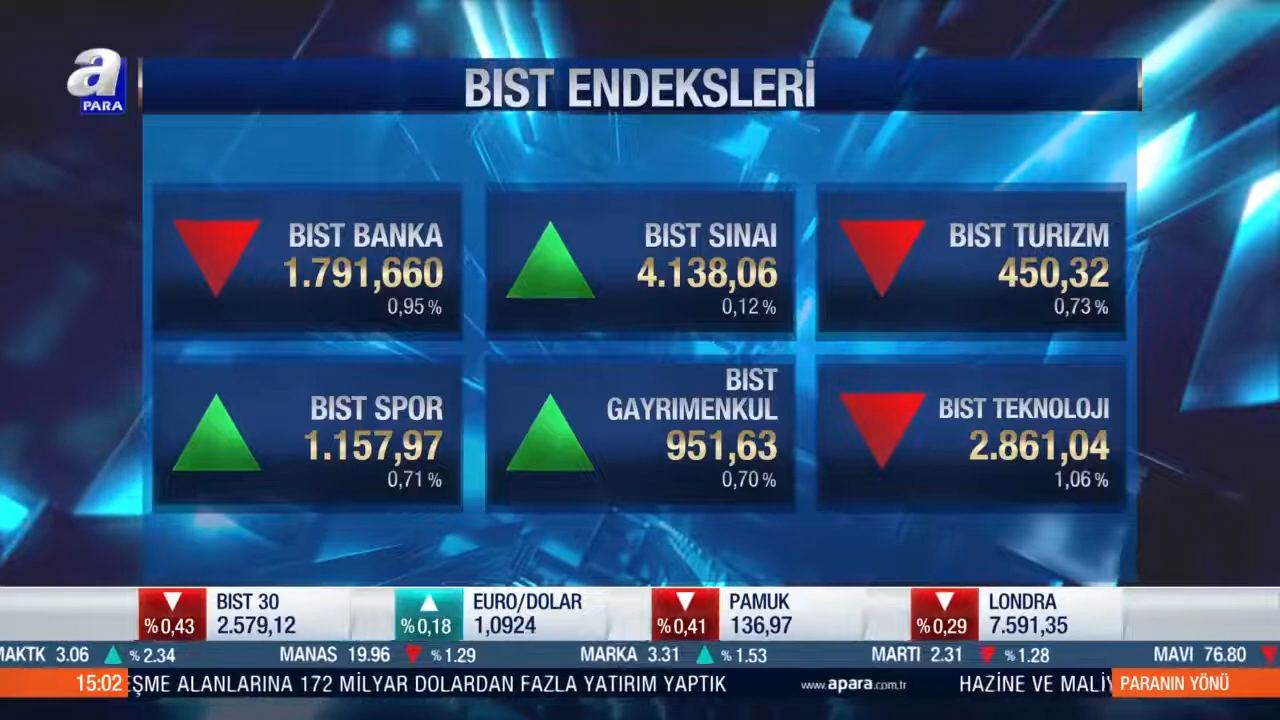 a
PARA
BIST ENDEKSLERİ
BIST BANKA
1.791,660
0,95 %
BIST SINAI
4.138,06
0,12 %
BIST TURIZM
450,32
0,73 %
BIST SPOR
1.157,97
0,71 %
BIST
GAYRIMENKUL
951,63
0,70 %
BIST TEKNOLOJI
2.861,04
1,06 %
% 0,43
BIST 30
2.579,12
% 0,18
EURO/DOLAR
1,0924
% 0,41
PAMUK
136,97
% 0,29
LONDRA
7.591,35
MAKTK 3.06 % 2.34 MANAS 19.96 % 1.29 MARKA 3.31 % 1.53 MARTI 2.31 % 1.28 MAVI 76.80
15:02 EŞME ALANLARINA 172 MİLYAR DOLARDAN FAZLA YATIRIM YAPTIK www.apara.com.tr HAZİNE VE MALİY PARANIN YÖNÜ